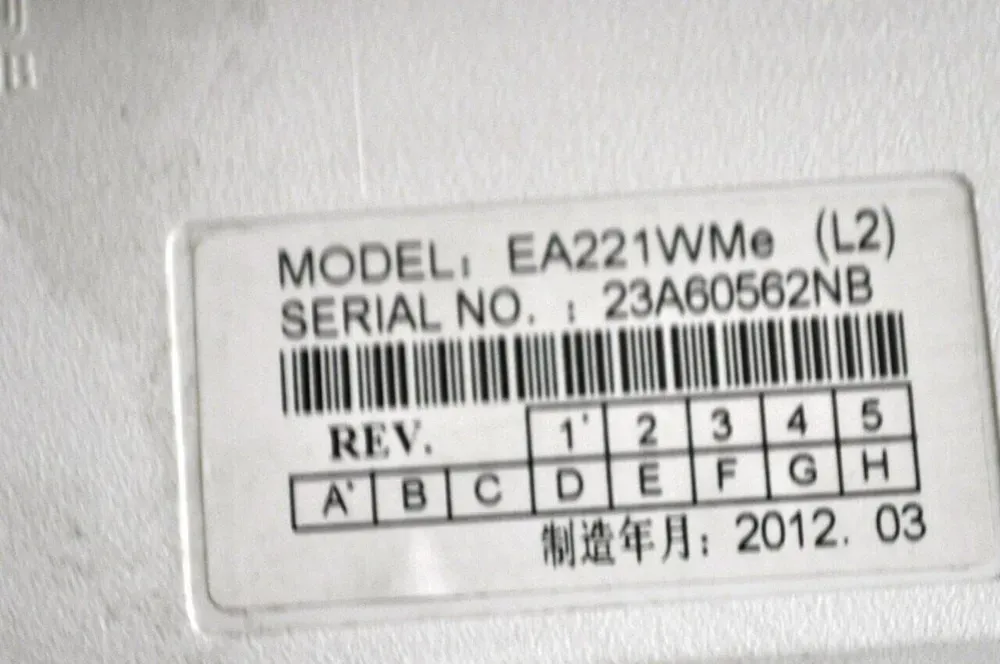 MODEL: EA221WMe (L2)
SERIAL NO. : 23A60562NB
REV. 1' 2 3 4 5
A' B C D E F G H
制造年月: 2012. 03